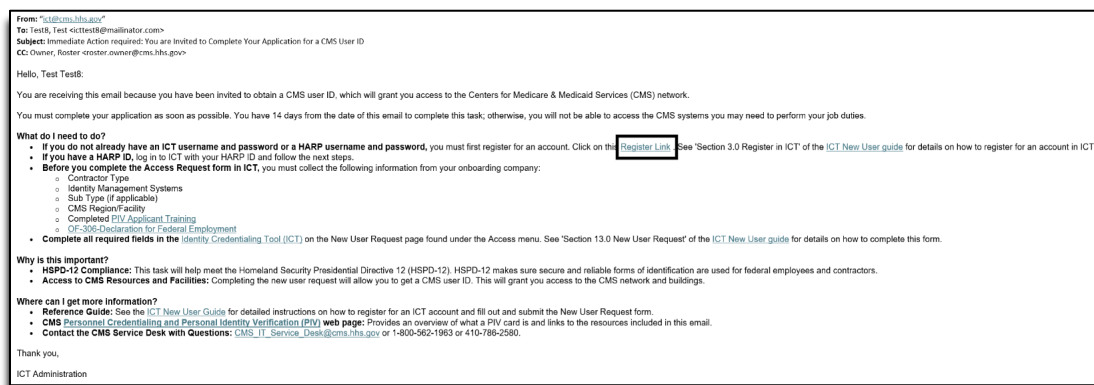 From: "ict@cms.hhs.gov"
To: Test8, Test <icttest8@mailinator.com>
Subject: Immediate Action required: You are Invited to Complete Your Application for a CMS User ID
CC: Owner, Roster <roster.owner@cms.hhs.gov>
Hello, Test Test8:
You are receiving this email because you have been invited to obtain a CMS user ID, which will grant you access to the Centers for Medicare & Medicaid Services (CMS) network.
You must complete your application as soon as possible. You have 14 days from the date of this email to complete this task; otherwise, you will not be able to access the CMS systems you may need to perform your job duties.
What do I need to do?
• If you do not already have an ICT username and password or a HARP username and password, you must first register for an account. Click on this Register Link . See 'Section 3.0 Register in ICT' of the ICT New User guide for details on how to register for an account in ICT
• If you have a HARP ID, log in to ICT with your HARP ID and follow the next steps.
• Before you complete the Access Request form in ICT, you must collect the following information from your onboarding company:
○ Contractor Type
○ Identity Management Systems
○ Sub Type (if applicable)
○ CMS Region/Facility
○ Completed PIV Applicant Training
○ OF-306-Declaration for Federal Employment
• Complete all required fields in the Identity Credentialing Tool (ICT) on the New User Request page found under the Access menu. See 'Section 13.0 New User Request' of the ICT New User guide for details on how to complete this form.
Why is this important?
• HSPD-12 Compliance: This task will help meet the Homeland Security Presidential Directive 12 (HSPD-12). HSPD-12 makes sure secure and reliable forms of identification are used for federal employees and contractors.
• Access to CMS Resources and Facilities: Completing the new user request will allow you to get a CMS user ID. This will grant you access to the CMS network and buildings.
Where can I get more information?
• Reference Guide: See the ICT New User Guide for detailed instructions on how to register for an ICT account and fill out and submit the New User Request form.
• CMS Personnel Credentialing and Personal Identity Verification (PIV) web page: Provides an overview of what a PIV card is and links to the resources included in this email.
• Contact the CMS Service Desk with Questions: CMS_IT_Service_Desk@cms.hhs.gov or 1-800-562-1963 or 410-786-2580.
Thank you,
ICT Administration